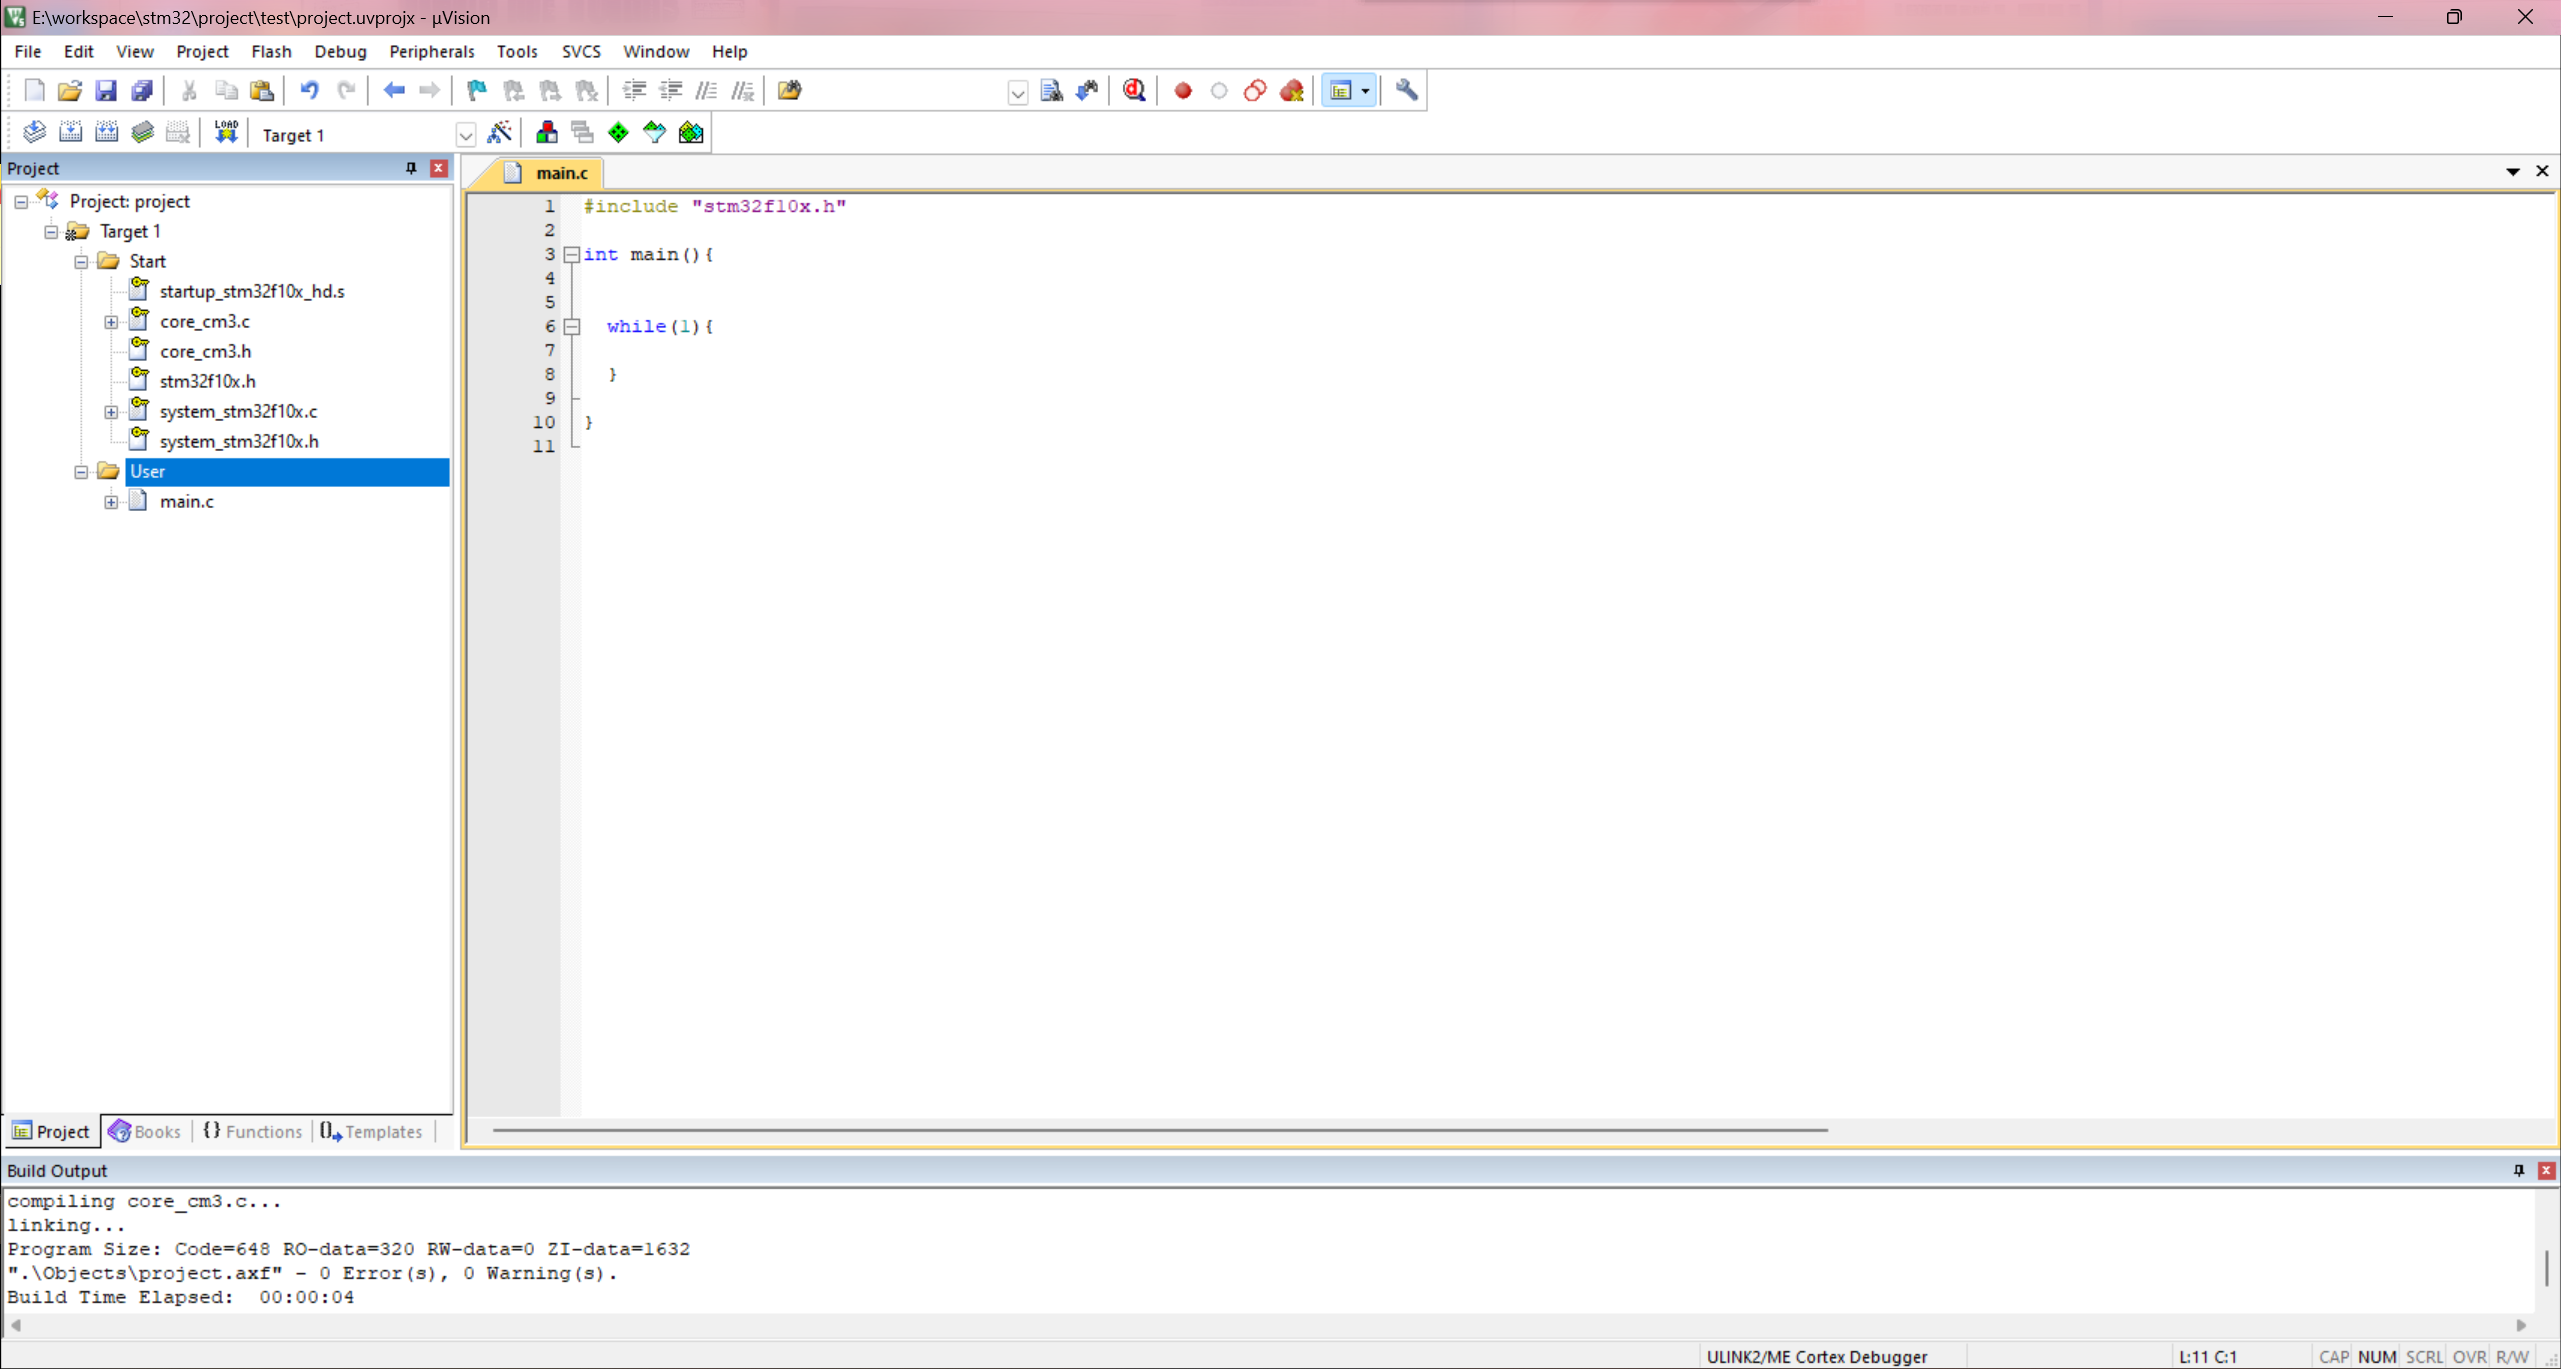 E:\workspace\stm32\project\test\project.uvprojx - µVision
File Edit View Project Flash Debug Peripherals Tools SVCS Window Help
LOAD
Target 1
Project
Project: project
Target 1
Start
startup_stm32f10x_hd.s
core_cm3.c
core_cm3.h
stm32f10x.h
system_stm32f10x.c
system_stm32f10x.h
User
main.c
Project Books {} Functions Templates
main.c
1 #include "stm32f10x.h"
2
3 int main(){
4
5
6 while(1){
7
8 }
9
10 }
11
Build Output
compiling core_cm3.c...
linking...
Program Size: Code=648 RO-data=320 RW-data=0 ZI-data=1632
".\Objects\project.axf" - 0 Error(s), 0 Warning(s).
Build Time Elapsed:  00:00:04
ULINK2/ME Cortex Debugger L:11 C:1 CAP NUM SCRL OVR R/W